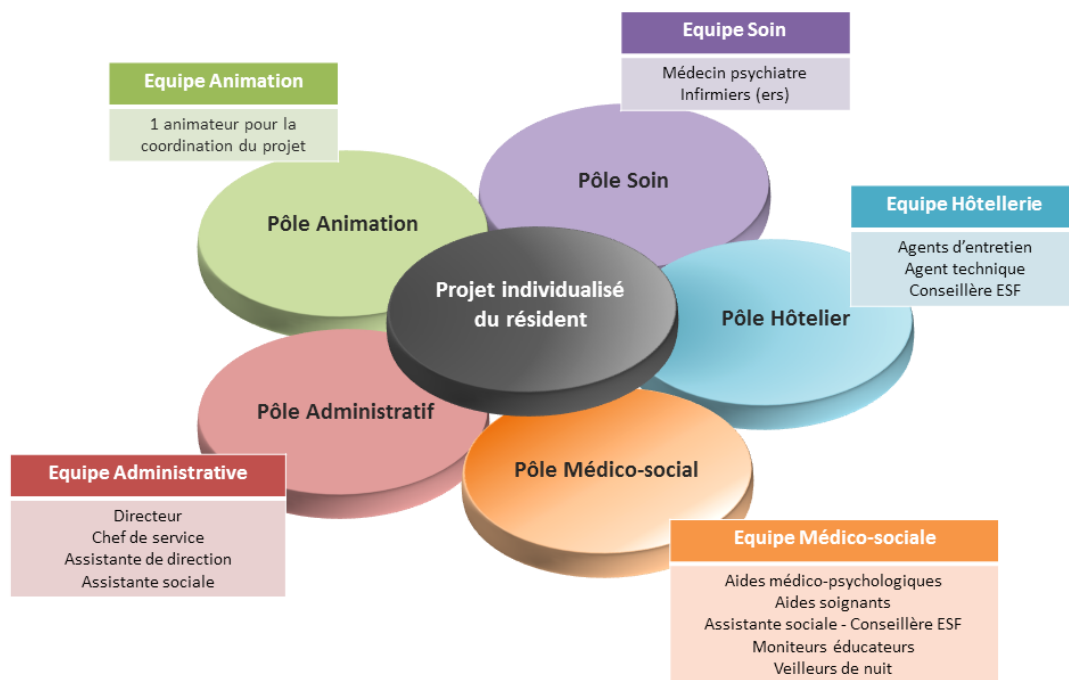 Equipe Soin
Médecin psychiatre
Infirmiers (ers)
Equipe Animation
1 animateur pour la
coordination du projet
Pôle Soin
Pôle Animation
Equipe Hôtellerie
Agents d’entretien
Agent technique
Conseillère ESF
Projet individualisé
du résident
Pôle Hôtelier
Pôle Administratif
Pôle Médico-social
Equipe Administrative
Directeur
Chef de service
Assistante de direction
Assistante sociale
Equipe Médico-sociale
Aides médico-psychologiques
Aides soignants
Assistante sociale - Conseillère ESF
Moniteurs éducateurs
Veilleurs de nuit